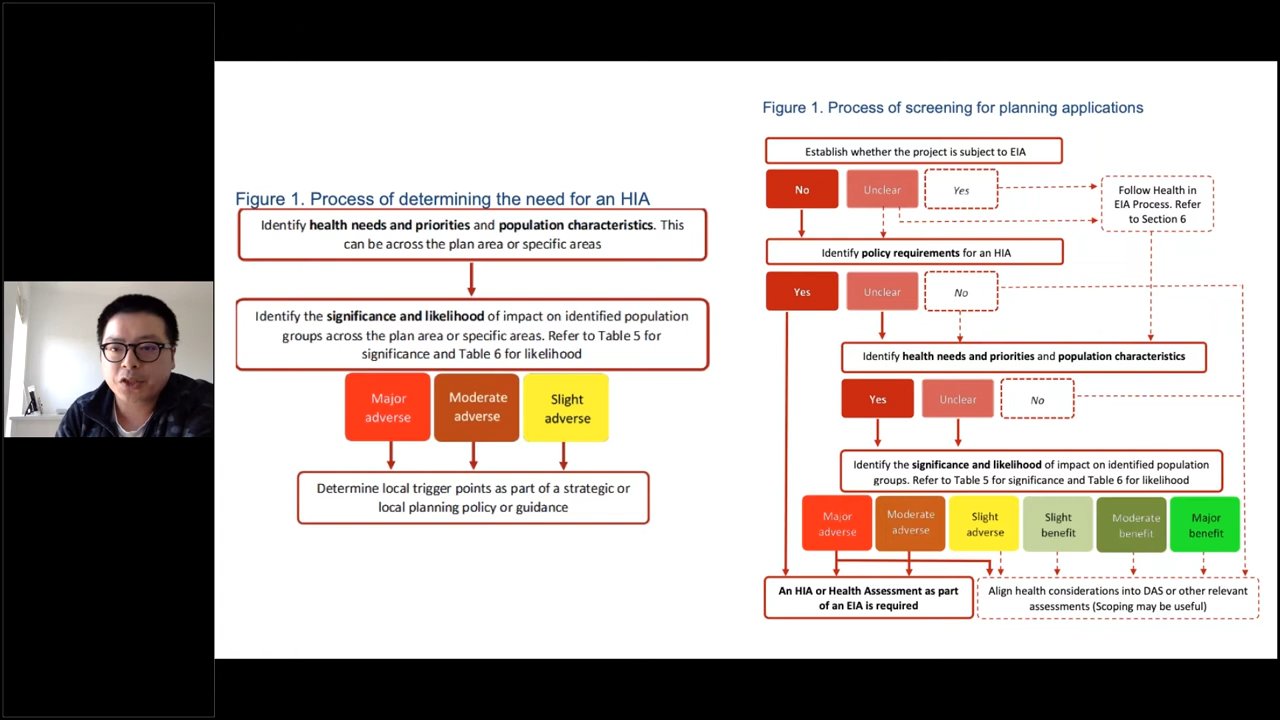 Figure 1. Process of determining the need for an HIA
Identify health needs and priorities and population characteristics. This
can be across the plan area or specific areas
Identify the significance and likelihood of impact on identified population
groups across the plan area or specific areas. Refer to Table 5 for
significance and Table 6 for likelihood
Major
adverse
Moderate
adverse
Slight
adverse
Determine local trigger points as part of a strategic or
local planning policy or guidance
Figure 1. Process of screening for planning applications
Establish whether the project is subject to EIA
No
Unclear
Yes
Follow Health in
EIA Process. Refer
to Section 6
Identify policy requirements for an HIA
Yes
Unclear
No
Identify health needs and priorities and population characteristics
Yes
Unclear
No
Identify the significance and likelihood of impact on identified population
groups. Refer to Table 5 for significance and Table 6 for likelihood
Major
adverse
Moderate
adverse
Slight
adverse
Slight
benefit
Moderate
benefit
Major
benefit
An HIA or Health Assessment as part
of an EIA is required
Align health considerations into DAS or other relevant
assessments (Scoping may be useful)